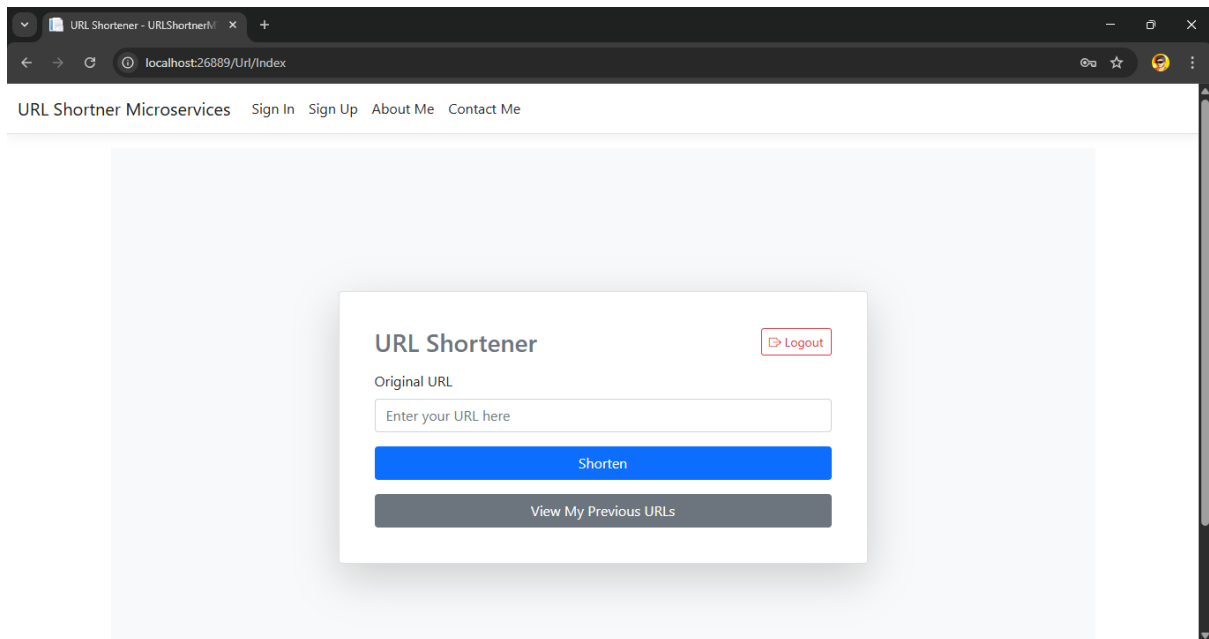 URL Shortener - URLShortnerM
localhost:26889/Url/Index
URL Shortner Microservices Sign In Sign Up About Me Contact Me
URL Shortener Logout
Original URL
Enter your URL here
Shorten
View My Previous URLs